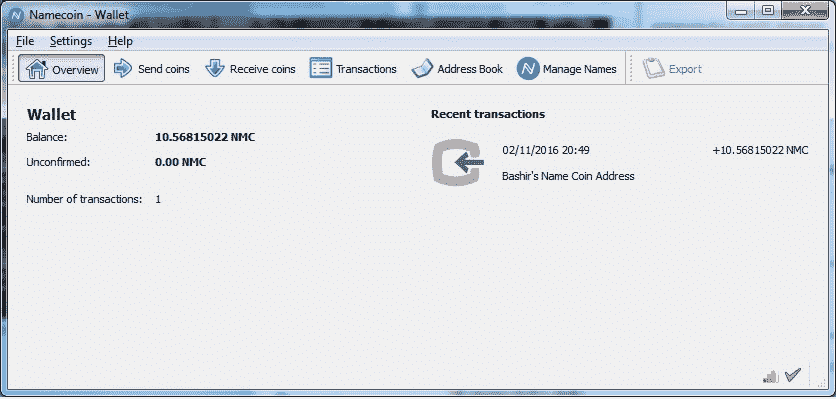 Namecoin - Wallet
File Settings Help
Overview Send coins Receive coins Transactions Address Book Manage Names Export
Wallet
Balance: 10.56815022 NMC
Unconfirmed: 0.00 NMC
Number of transactions: 1
Recent transactions
02/11/2016 20:49 +10.56815022 NMC
Bashir's Name Coin Address